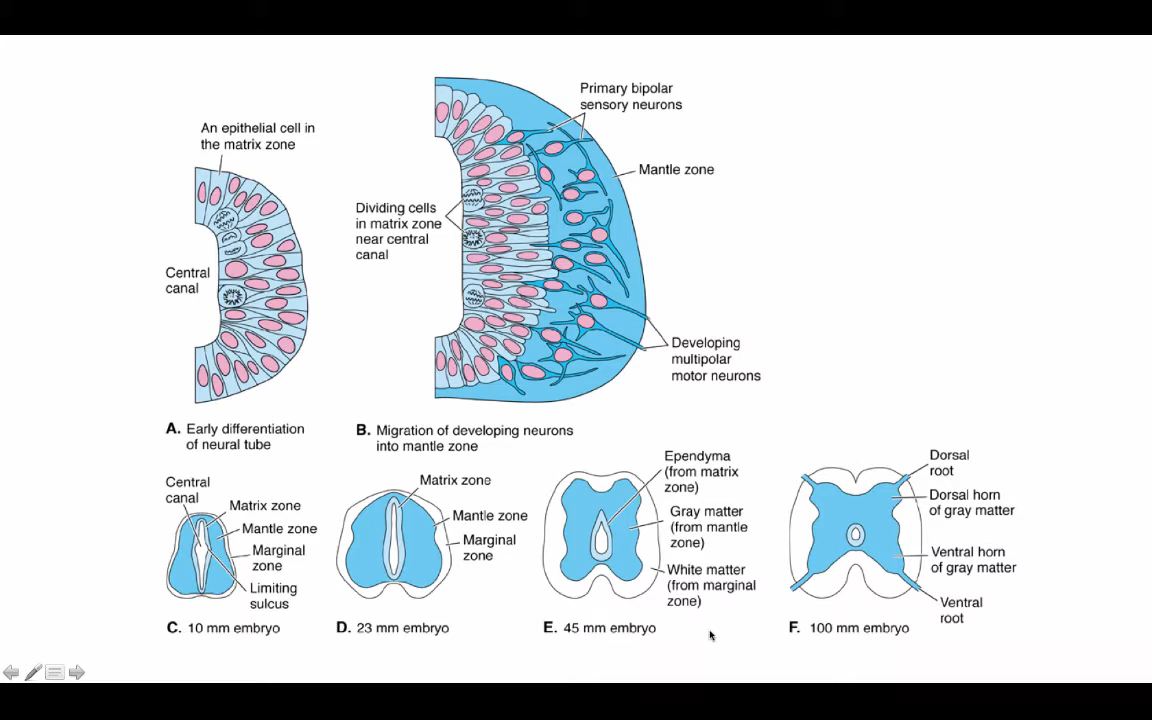 An epithelial cell in
the matrix zone
Central
canal
A. Early differentiation
of neural tube
Primary bipolar
sensory neurons
Mantle zone
Dividing cells
in matrix zone
near central
canal
Developing
multipolar
motor neurons
B. Migration of developing neurons
into mantle zone
Central
canal
Matrix zone
Mantle zone
Marginal
zone
Limiting
sulcus
C. 10 mm embryo
Matrix zone
Mantle zone
Marginal
zone
D. 23 mm embryo
Ependyma
(from matrix
zone)
Gray matter
(from mantle
zone)
White matter
(from marginal
zone)
E. 45 mm embryo
Dorsal
root
Dorsal horn
of gray matter
Ventral horn
of gray matter
Ventral
root
F. 100 mm embryo